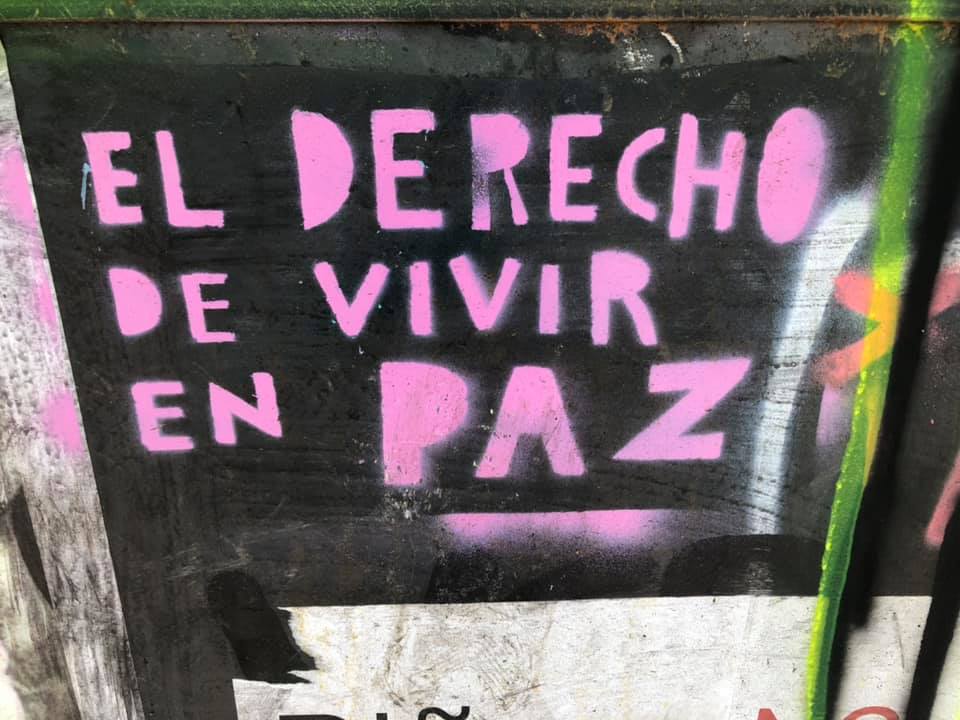 EL DERECHO
DE VIVIR
EN PAZ